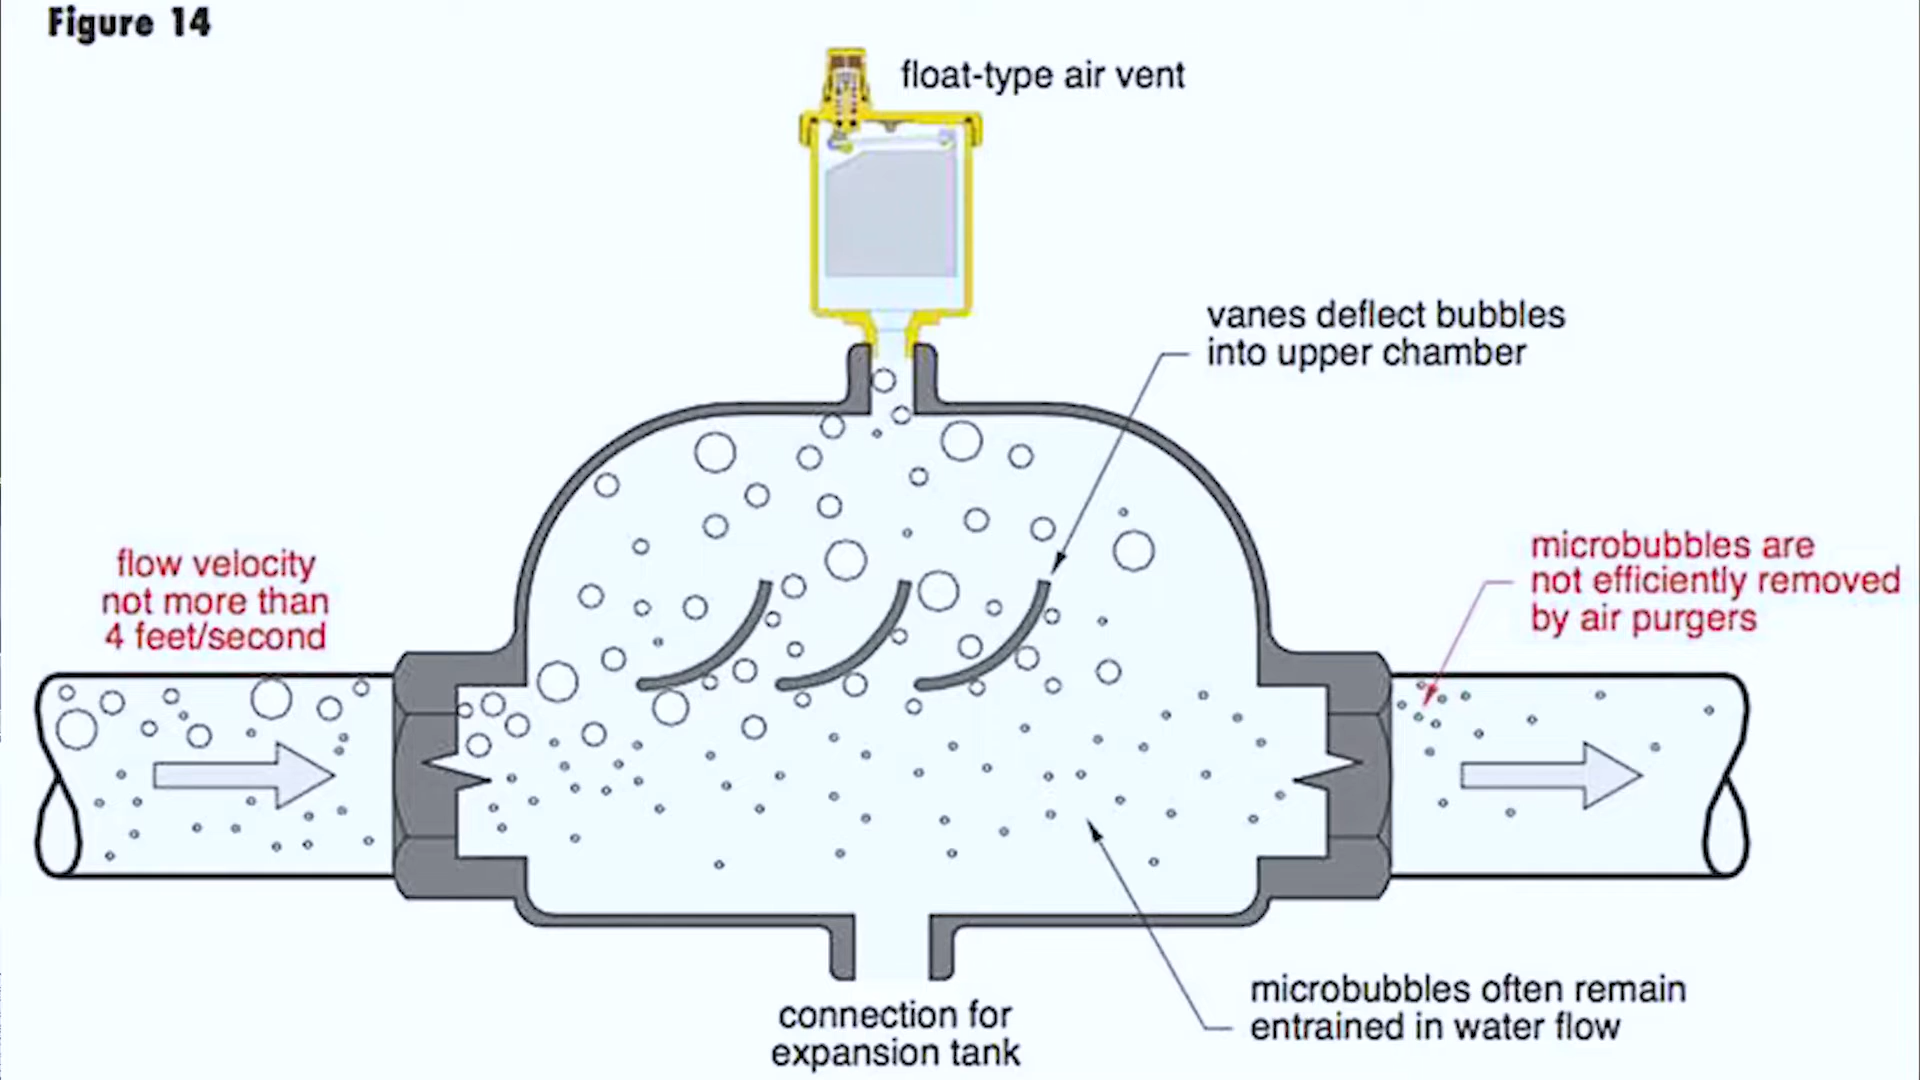 Figure 14
float-type air vent
vanes deflect bubbles
into upper chamber
flow velocity
not more than
4 feet/second
microbubbles are
not efficiently removed
by air purgers
connection for
expansion tank
microbubbles often remain
entrained in water flow